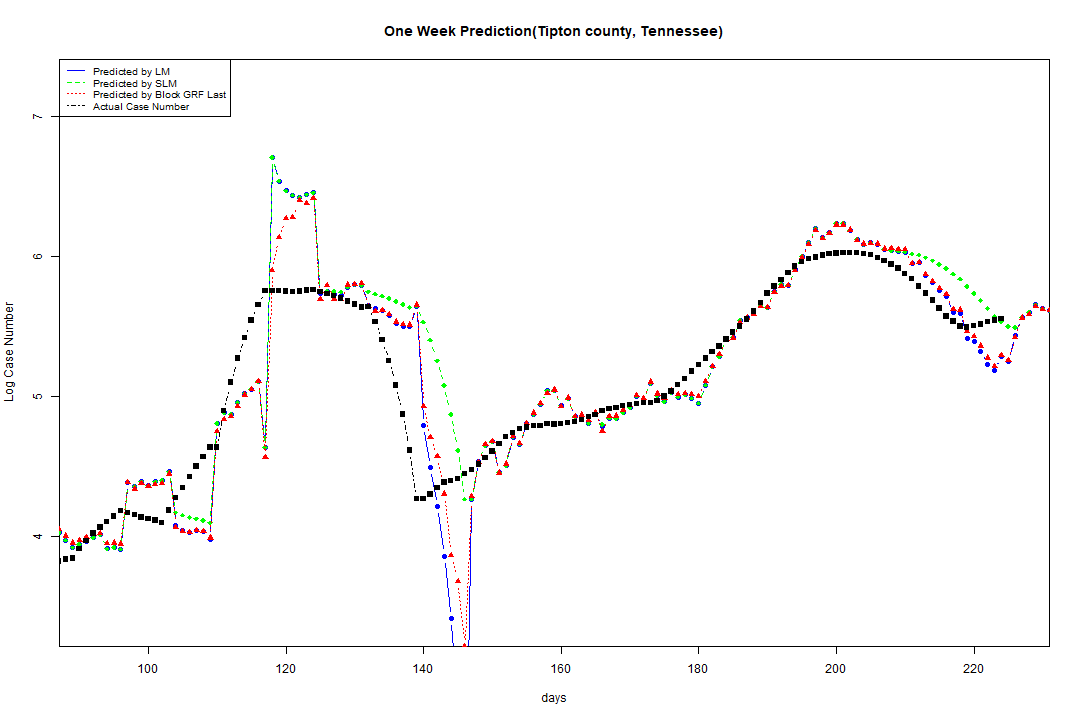 One Week Prediction(Tipton county, Tennessee)
Predicted by LM
Predicted by SLM
Predicted by Block GRF Last
Actual Case Number
7
6
5
4
Log Case Number
100 120 140 160 180 200 220
days